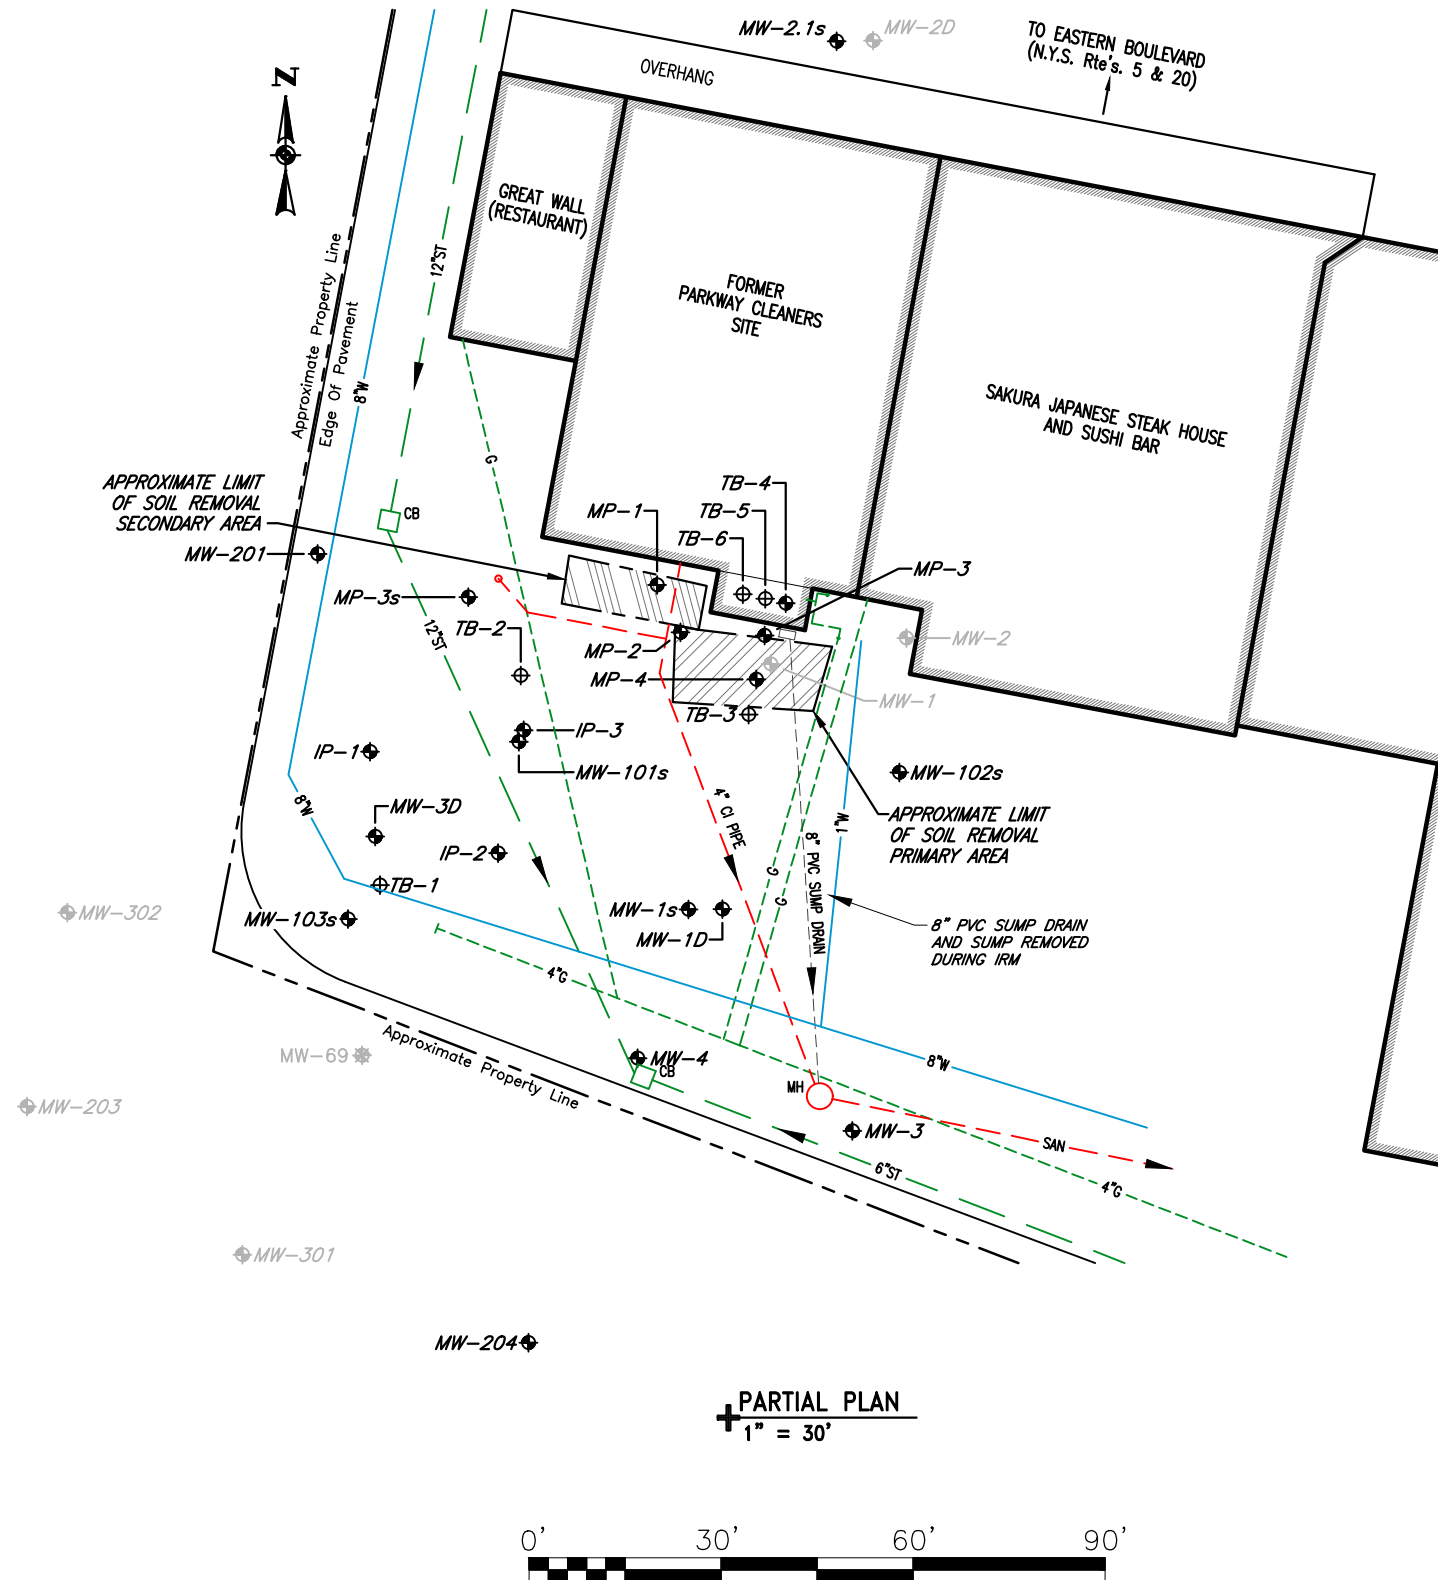 MW-2.1s
MW-2D
TO EASTERN BOULEVARD
(N.Y.S. Rte's. 5 & 20)
OVERHANG
N
GREAT WALL
(RESTAURANT)
12"ST
FORMER
PARKWAY CLEANERS
SITE
Approximate Property Line
Edge Of Pavement
8"W
SAKURA JAPANESE STEAK HOUSE
AND SUSHI BAR
G
APPROXIMATE LIMIT
OF SOIL REMOVAL
SECONDARY AREA
CB
TB-4
MP-1
TB-5
TB-6
MW-201
MP-3
MP-3s
12"ST
TB-2
MW-2
MP-2
MP-4
MW-1
TB-3
IP-3
IP-1
MW-101s
MW-102s
8"W
MW-3D
4" CI PIPE
1"W
APPROXIMATE LIMIT
OF SOIL REMOVAL
PRIMARY AREA
IP-2
8" PVC SUMP DRAIN
G
TB-1
G
MW-302
MW-103s
MW-1s
MW-1D
8" PVC SUMP DRAIN
AND SUMP REMOVED
DURING IRM
4"G
MW-69
Approximate Property Line
MW-4
CB
8"W
MH
MW-203
MW-3
SAN
6"ST
4"G
MW-301
MW-204
PARTIAL PLAN
1" = 30'
0'
30'
60'
90'